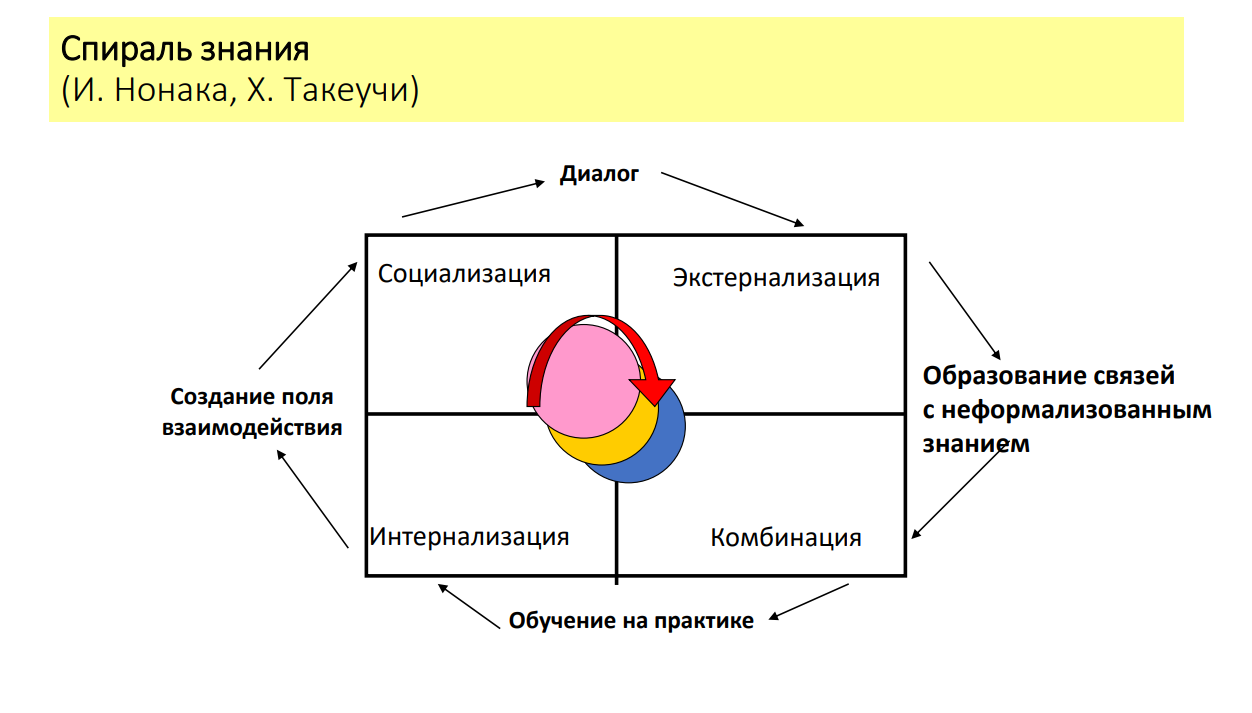 Спираль знания
(И. Нонака, Х. Такеучи)
Диалог
Социализация
Экстернализация
Образование связей
с неформализованным
знанием
Создание поля
взаимодействия
Интернализация
Комбинация
Обучение на практике